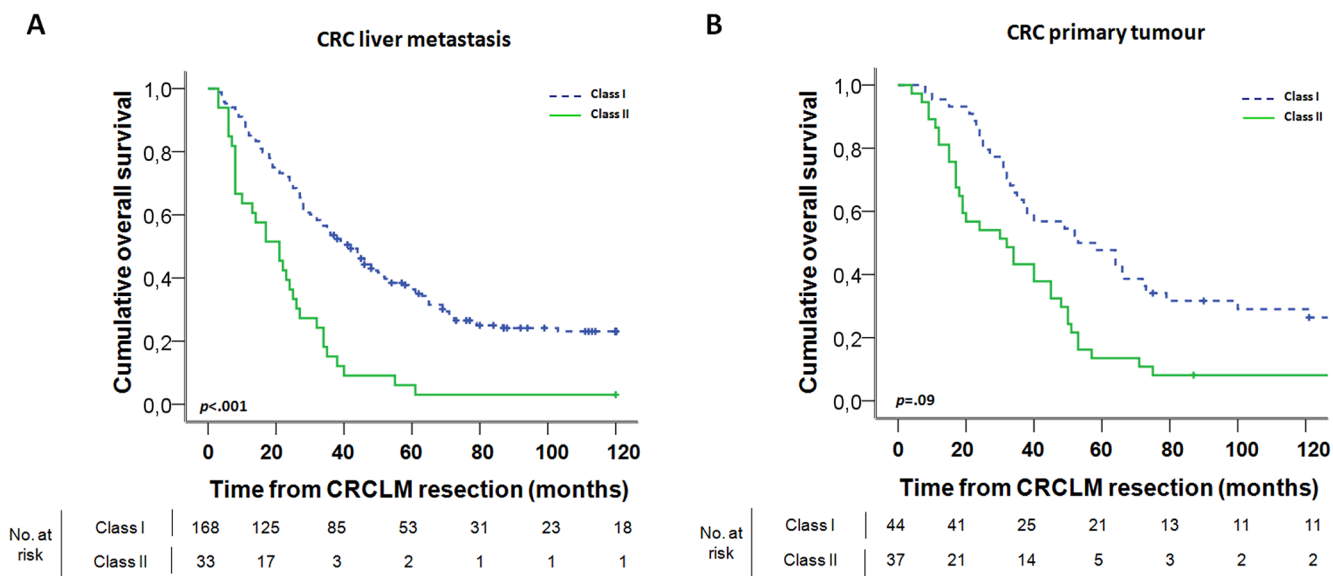 A
CRC liver metastasis
Cumulative overall survival
1,0
0,8
0,6
0,4
0,2
0,0
Class I
Class II
p<.001
0 20 40 60 80 100 120
Time from CRCLM resection (months)
No. at risk
Class I 168 125 85 53 31 23 18
Class II 33 17 3 2 1 1 1
B
CRC primary tumour
Cumulative overall survival
1,0
0,8
0,6
0,4
0,2
0,0
Class I
Class II
p=.09
0 20 40 60 80 100 120
Time from CRCLM resection (months)
No. at risk
Class I 44 41 25 21 13 11 11
Class II 37 21 14 5 3 2 2